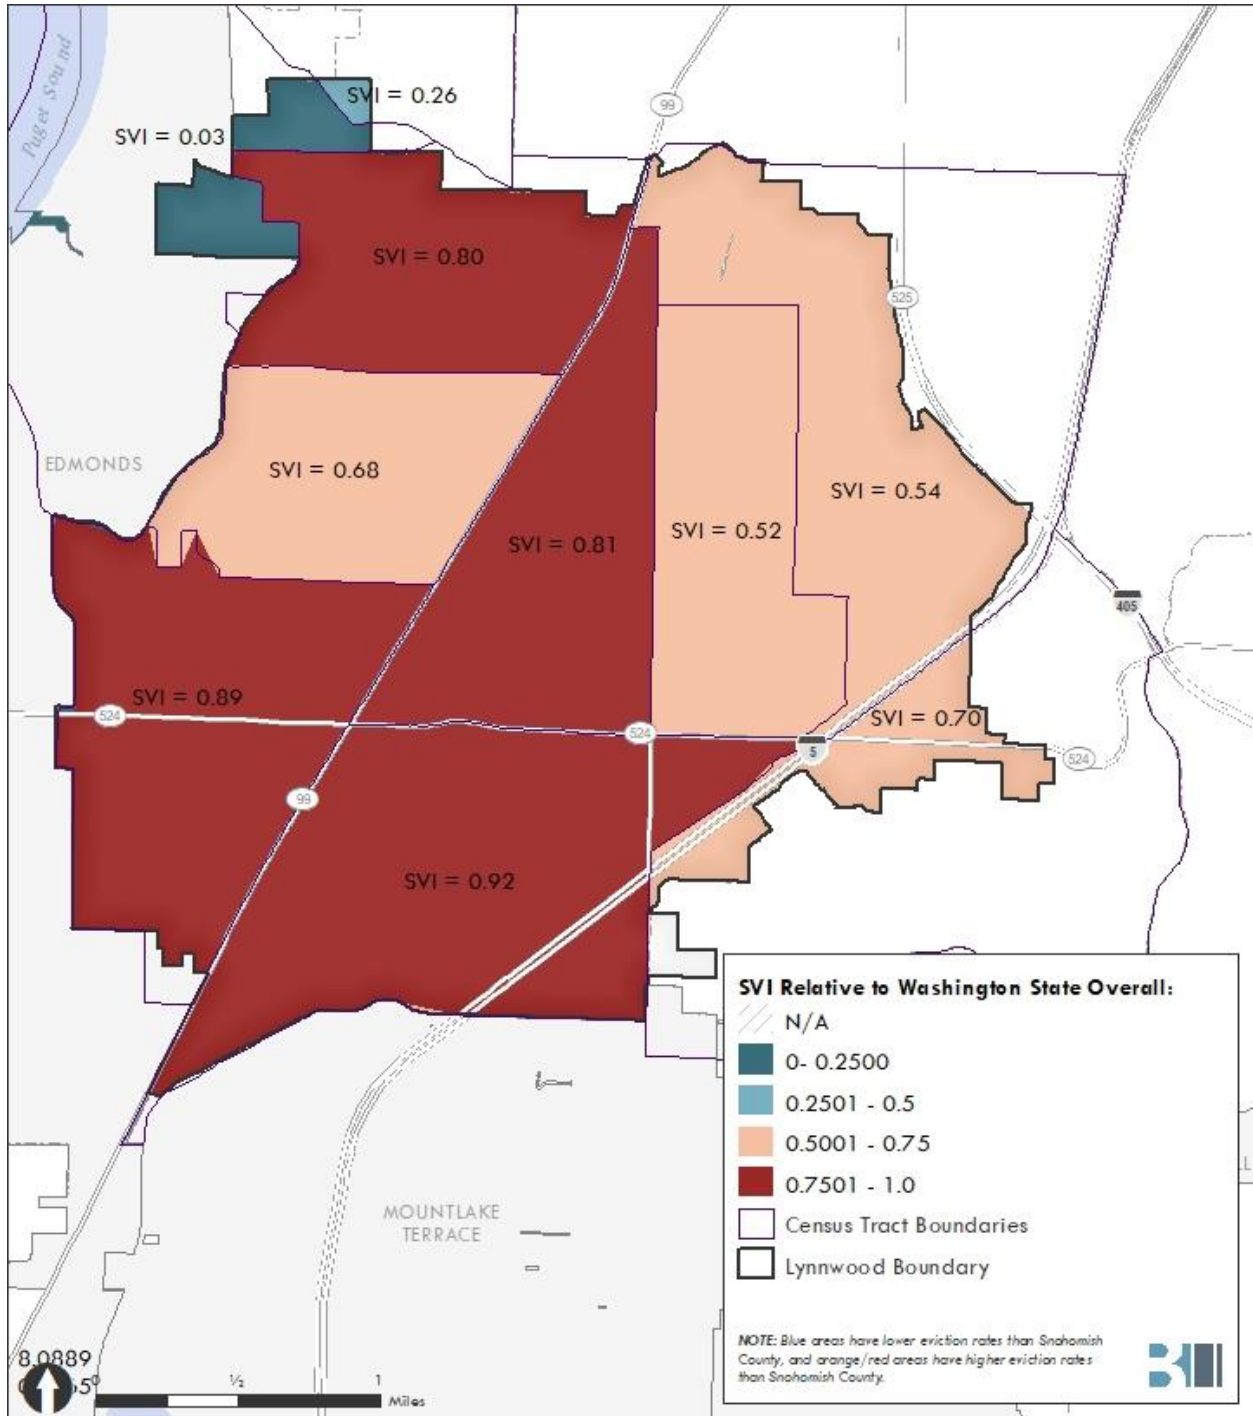 Puget Sound
99
SVI = 0.26
SVI = 0.03
SVI = 0.80
525
EDMONDS
SVI = 0.68
SVI = 0.54
SVI = 0.52
SVI = 0.81
405
SVI = 0.89
524
SVI = 0.70
524
5
524
99
SVI = 0.92
SVI Relative to Washington State Overall:
N/A
0- 0.2500
0.2501 - 0.5
0.5001 - 0.75
0.7501 - 1.0
Census Tract Boundaries
Lynnwood Boundary
MOUNTLAKE
TERRACE
NOTE: Blue areas have lower eviction rates than Snohomish
County, and orange/red areas have higher eviction rates
than Snohomish County.
8.0889
0 ½ 1
Miles